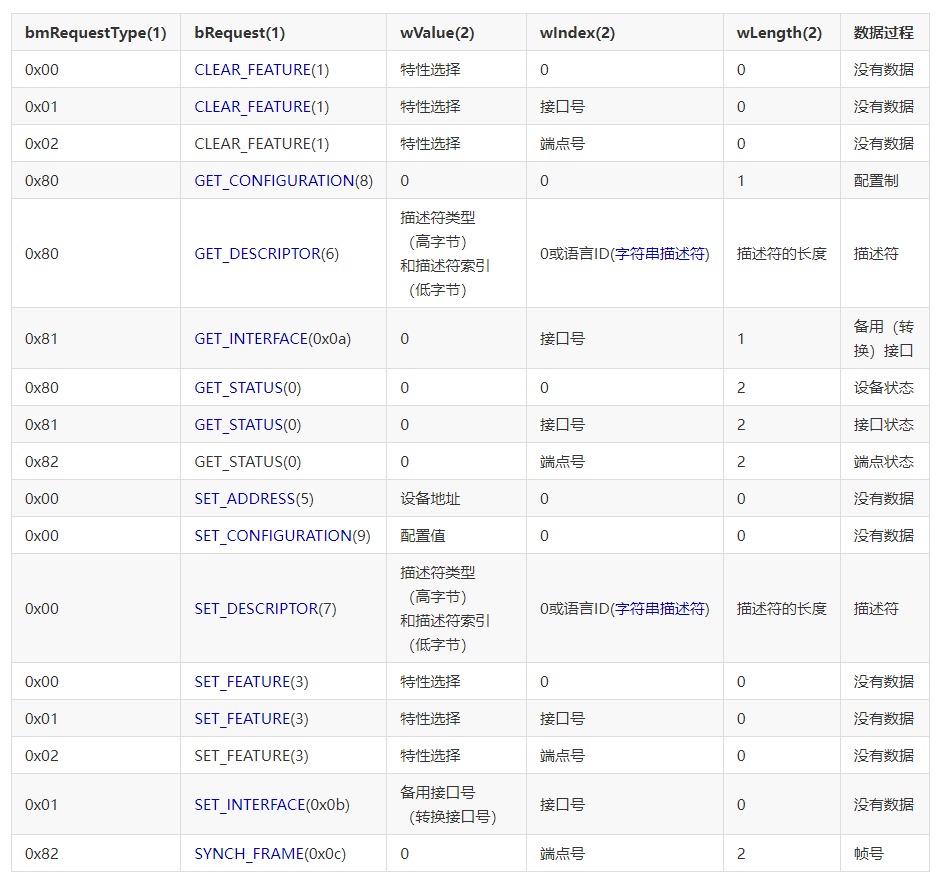 bmRequestType(1) bRequest(1) wValue(2) wIndex(2) wLength(2) 数据过程
0x00 CLEAR_FEATURE(1) 特性选择 0 0 没有数据
0x01 CLEAR_FEATURE(1) 特性选择 接口号 0 没有数据
0x02 CLEAR_FEATURE(1) 特性选择 端点号 0 没有数据
0x80 GET_CONFIGURATION(8) 0 0 1 配置制
描述符类型
（高字节）
0x80 GET_DESCRIPTOR(6) 0或语言ID(字符串描述符) 描述符的长度 描述符
和描述符索引
（低字节）
备用（转
0x81 GET_INTERFACE(0x0a) 0 接口号 1
换）接口
0x80 GET_STATUS(0) 0 0 2 设备状态
0x81 GET_STATUS(0) 0 接口号 2 接口状态
0x82 GET_STATUS(0) 0 端点号 2 端点状态
0x00 SET_ADDRESS(5) 设备地址 0 0 没有数据
0x00 SET_CONFIGURATION(9) 配置值 0 0 没有数据
描述符类型
（高字节）
0x00 SET_DESCRIPTOR(7) 0或语言ID(字符串描述符) 描述符的长度 描述符
和描述符索引
（低字节）
0x00 SET_FEATURE(3) 特性选择 0 0 没有数据
0x01 SET_FEATURE(3) 特性选择 接口号 0 没有数据
0x02 SET_FEATURE(3) 特性选择 端点号 0 没有数据
备用接口号
0x01 SET_INTERFACE(0x0b) 接口号 0 没有数据
（转换接口号）
0x82 SYNCH_FRAME(0x0c) 0 端点号 2 帧号